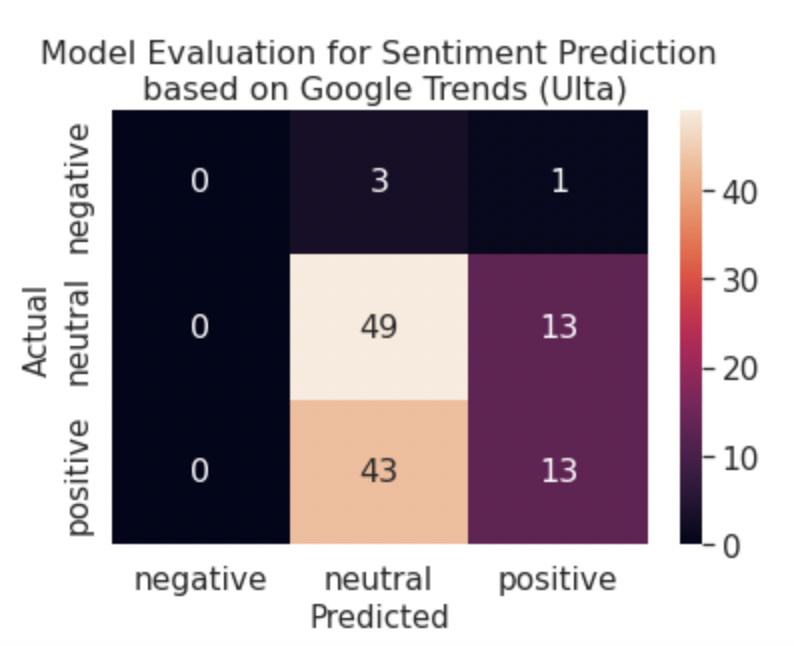 Model Evaluation for Sentiment Prediction
based on Google Trends (Ulta)
negative
0
3
1
Actual
neutral
0
49
13
positive
0
43
13
negative
neutral
positive
Predicted
40
30
20
10
0